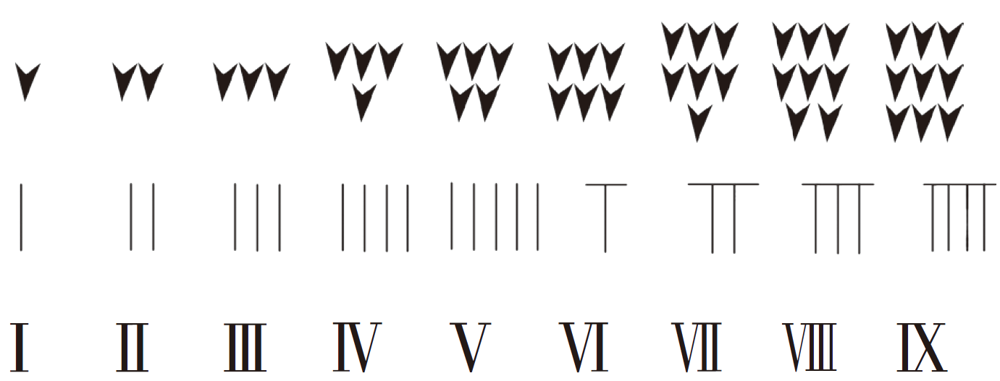 𒐕 𒐖 𒐗 𒐘 𒐙 𒐚 𒐛 𒐜 𒐝
𝍩 𝍪 𝍫 𝍬 𝍭 𝍮 𝍯 𝍰 𝍱
Ⅰ Ⅱ Ⅲ Ⅳ Ⅴ Ⅵ Ⅶ Ⅷ Ⅸ